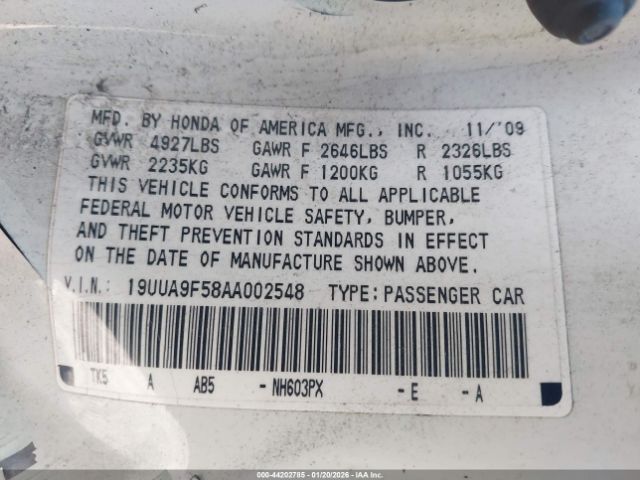 MFD. BY HONDA OF AMERICA MFG., INC. 11/'09
GVWR 4927LBS GAWR F 2646LBS R 2326LBS
GVWR 2235KG GAWR F 1200KG R 1055KG
THIS VEHICLE CONFORMS TO ALL APPLICABLE
FEDERAL MOTOR VEHICLE SAFETY, BUMPER,
AND THEFT PREVENTION STANDARDS IN EFFECT
ON THE DATE OF MANUFACTURE SHOWN ABOVE.
V.I.N.: 19UUA9F58AA002548 TYPE:PASSENGER CAR
TK5 A AB5 -NH603PX -E -A
000-44202785 - 01/20/2026 - IAA Holdings, LLC